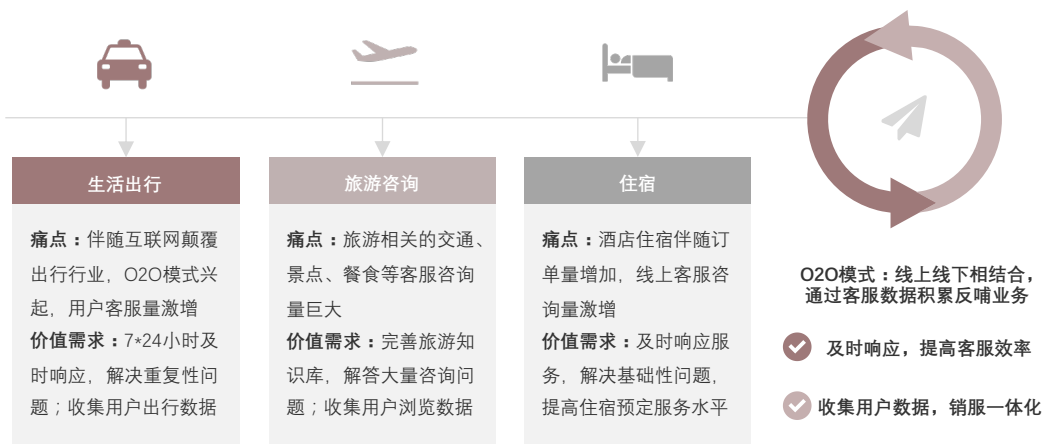 生活出行
痛点：伴随互联网颠覆
出行行业，O2O模式兴
起，用户客服量激增
价值需求：7*24小时及
时响应，解决重复性问
题；收集用户出行数据
旅游咨询
痛点：旅游相关的交通、
景点、餐食等客服咨询
量巨大
价值需求：完善旅游知
识库，解答大量咨询问
题；收集用户浏览数据
住宿
痛点：酒店住宿伴随订
单量增加，线上客服咨
询量激增
价值需求：及时响应服
务，解决基础性问题，
提高住宿预定服务水平
O2O模式：线上线下相结合，
通过客服数据积累反哺业务
及时响应，提高客服效率
收集用户数据，销服一体化